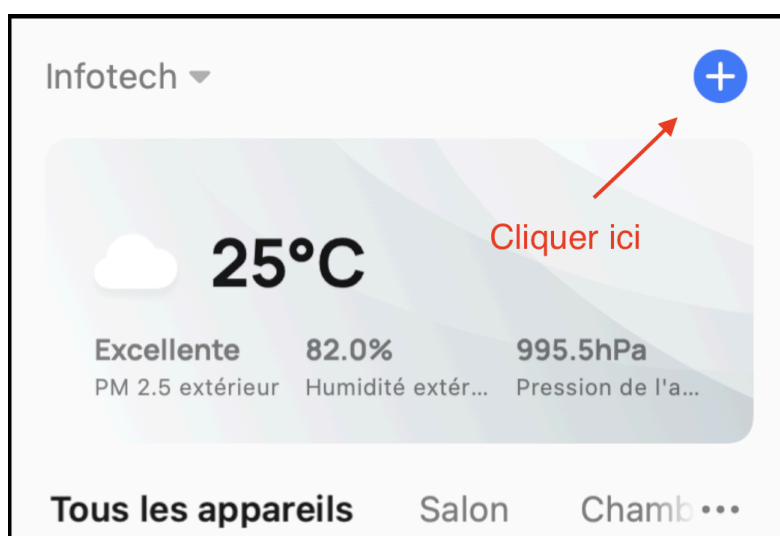 Infotech
Cliquer ici
25°C
Excellente 82.0% 995.5hPa
PM 2.5 extérieur Humidité extér... Pression de l'a...
Tous les appareils Salon Chamb ...